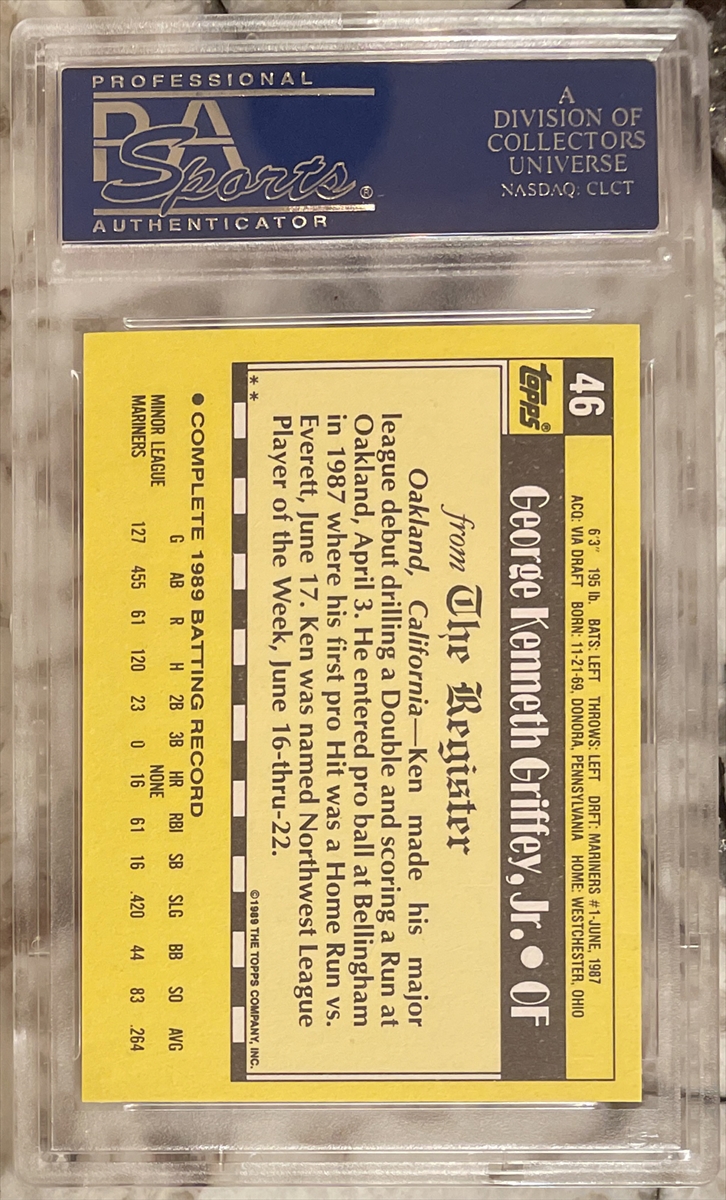 PROFESSIONAL
PSA
Sports®
AUTHENTICATOR
A
DIVISION OF
COLLECTORS
UNIVERSE
NASDAQ: CLCT
46
6'3" 195 lb. BATS: LEFT THROWS: LEFT DRFT: MARINERS #1-JUNE, 1987
ACQ: VIA DRAFT BORN: 11-21-69, DONORA, PENNSYLVANIA HOME: WESTCHESTER, OHIO
topps®
George Kenneth Griffey, Jr. ● OF
from The Register
Oakland, California—Ken made his major
league debut drilling a Double and scoring a Run at
Oakland, April 3. He entered pro ball at Bellingham
in 1987 where his first pro Hit was a Home Run vs.
Everett, June 17. Ken was named Northwest League
Player of the Week, June 16-thru-22.
* * ©1989 THE TOPPS COMPANY, INC.
● COMPLETE 1989 BATTING RECORD
G AB R H 2B 3B HR RBI SB SLG BB SO AVG
MINOR LEAGUE NONE
MARINERS 127 455 61 120 23 0 16 61 16 .420 44 83 .264